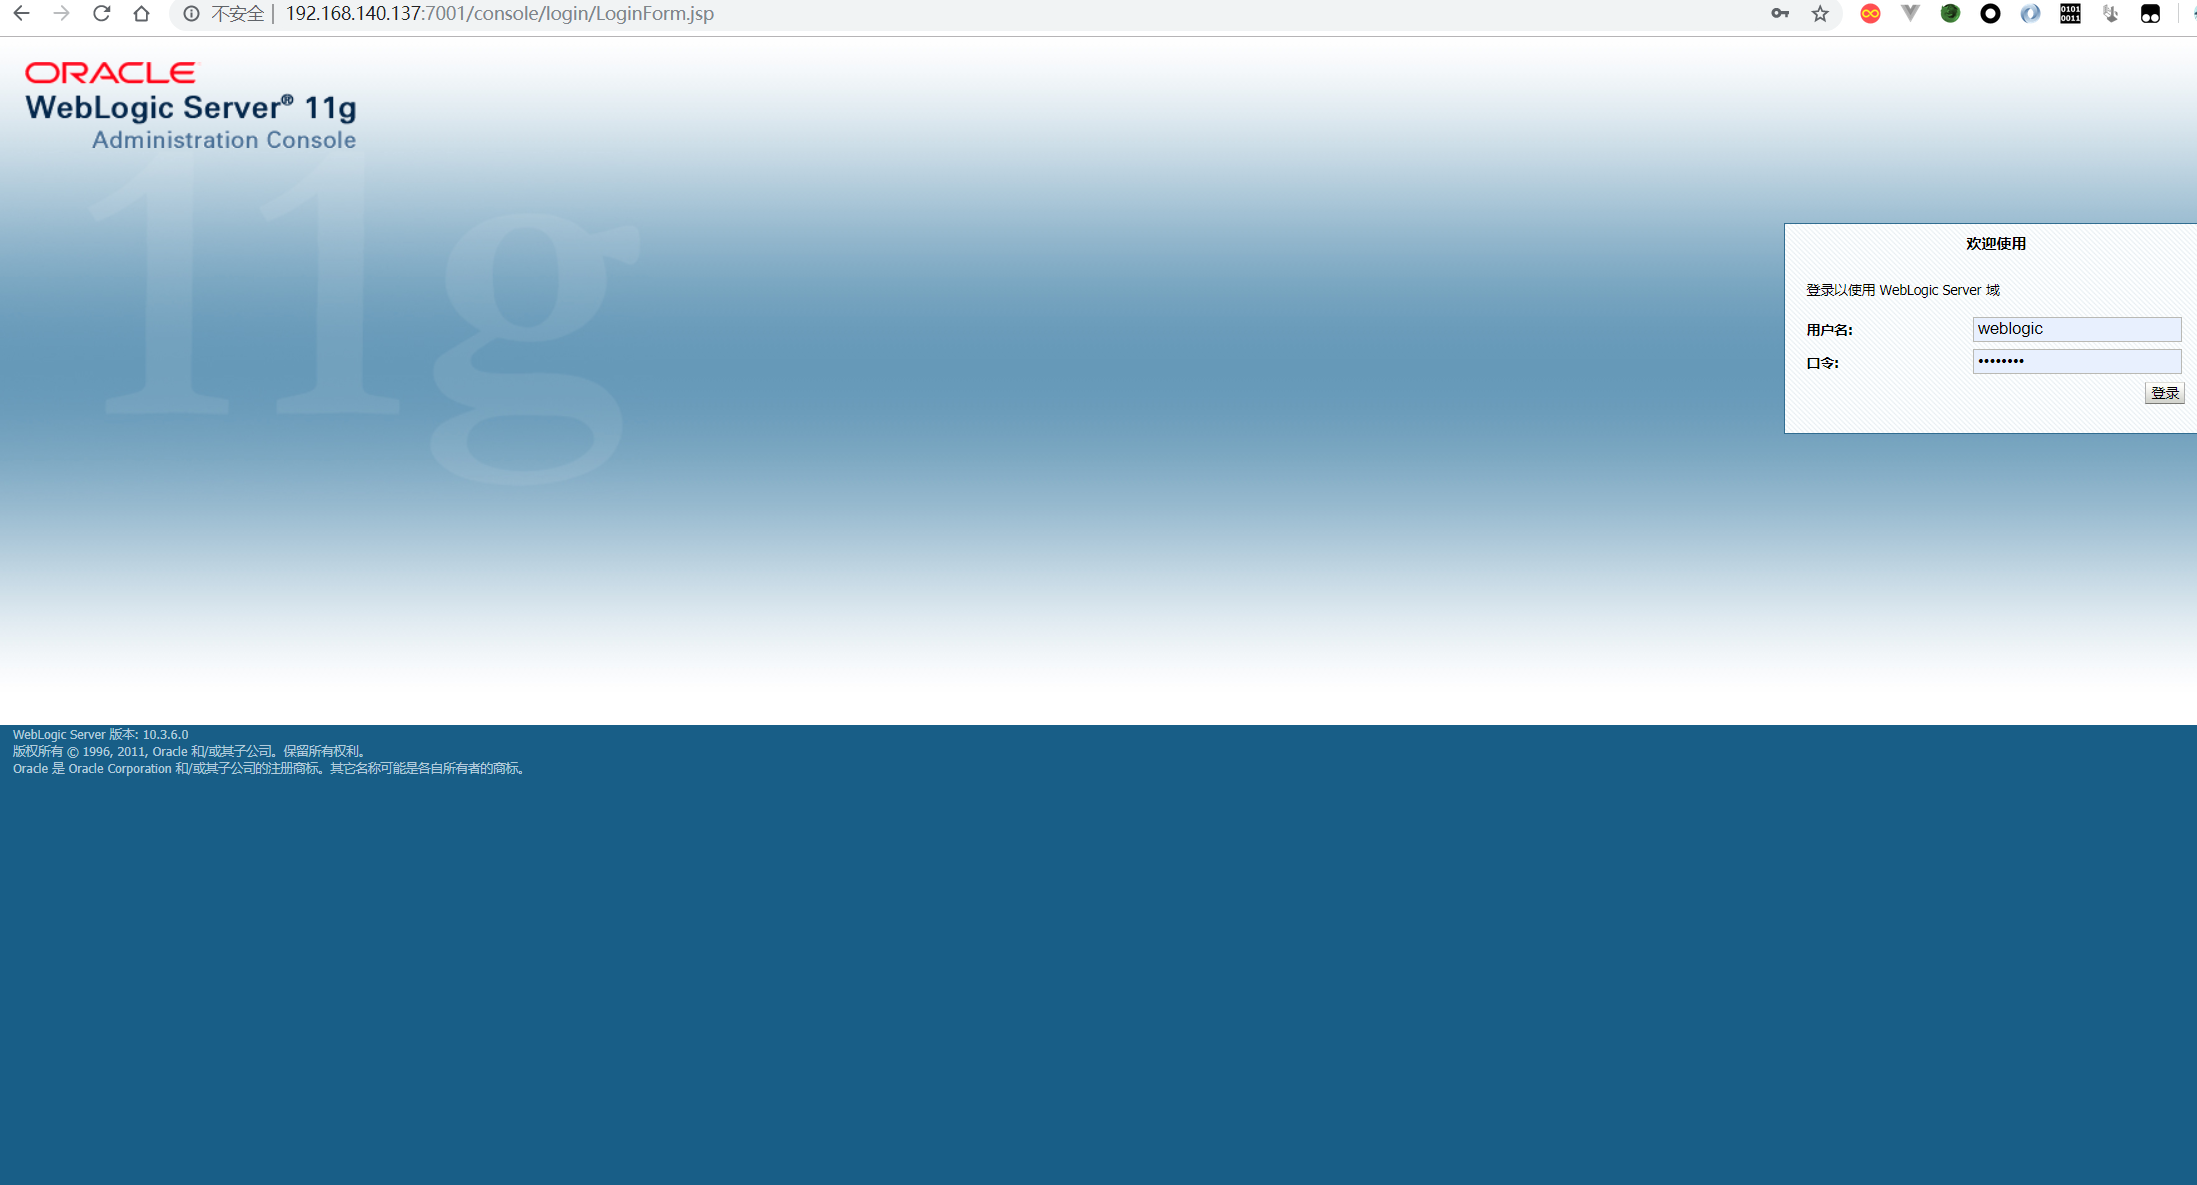 不安全 | 192.168.140.137:7001/console/login/LoginForm.jsp
0101
0011
ORACLE
WebLogic Server® 11g
Administration Console
11g
欢迎使用
登录以使用 WebLogic Server 域
用户名:
weblogic
口令:
••••••••
登录
WebLogic Server 版本: 10.3.6.0
版权所有 © 1996, 2011, Oracle 和/或其子公司。保留所有权利。
Oracle 是 Oracle Corporation 和/或其子公司的注册商标。其它名称可能是各自所有者的商标。